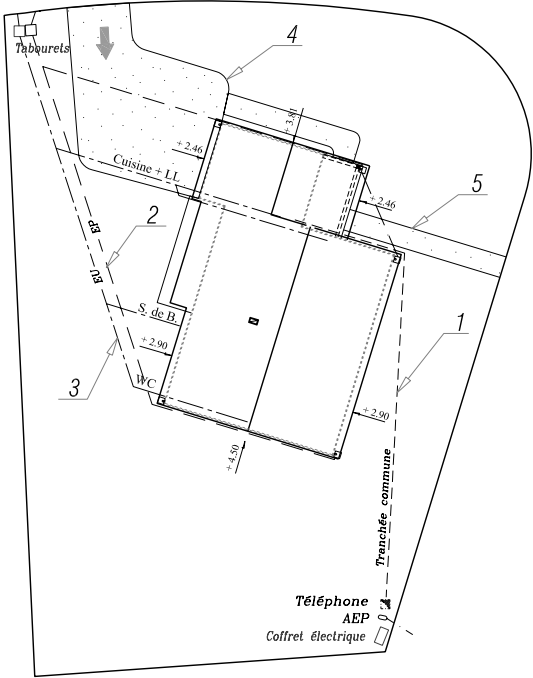 4
Tabourets
+ 3.81
+ 2.46
Cuisine + LL
5
+ 2.46
2
EP
EU
S. de B.
1
+ 2.90
3
WC
+ 2.90
+ 4.50
Tranchée commune
Téléphone
AEP
Coffret électrique